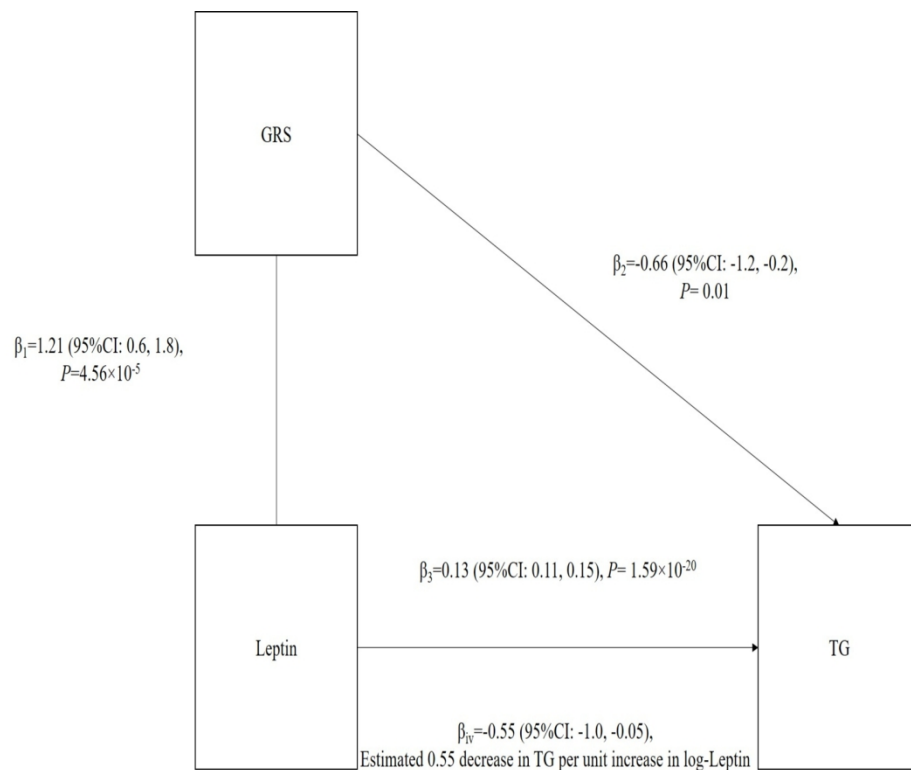 GRS
β₂=-0.66 (95%CI: -1.2, -0.2),
P= 0.01
β₁=1.21 (95%CI: 0.6, 1.8),
P=4.56×10⁻⁵
β₃=0.13 (95%CI: 0.11, 0.15), P= 1.59×10⁻²⁰
Leptin
TG
βᵢᵥ=-0.55 (95%CI: -1.0, -0.05),
Estimated 0.55 decrease in TG per unit increase in log-Leptin